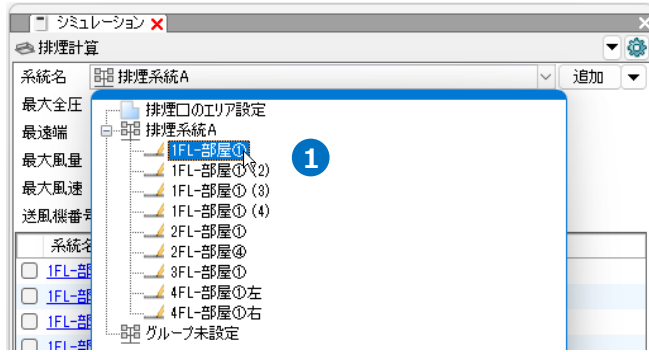 シミュレーション
排煙計算
系統名 排煙系統A 追加
最大全圧
最遠端
最大風量
最大風速
送風機番号
系統名
1FL-部
1FL-部
1FL-部
1FL-部
排煙口のエリア設定
排煙系統A
1FL-部屋①
1FL-部屋① (2)
1FL-部屋① (3)
1FL-部屋① (4)
2FL-部屋①
2FL-部屋④
3FL-部屋①
4FL-部屋①左
4FL-部屋①右
グループ未設定
1